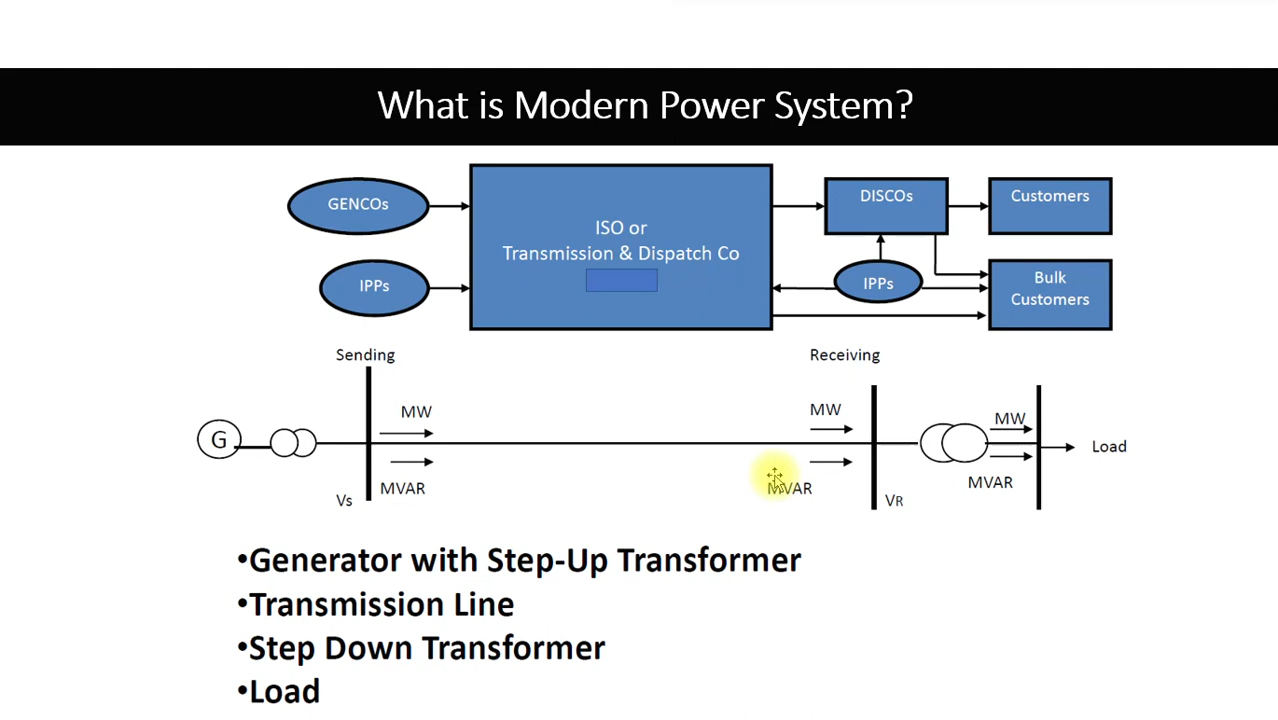 What is Modern Power System?
GENCOs
ISO or
Transmission & Dispatch Co
DISCOs
Customers
IPPs
IPPs
Bulk
Customers
Sending
Receiving
MW
MW
MW
G
Load
MVAR
MVAR
MVAR
Vs
VR
•Generator with Step-Up Transformer
•Transmission Line
•Step Down Transformer
•Load